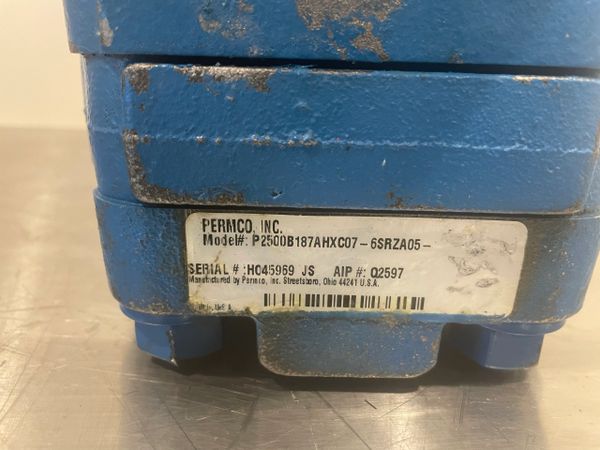 PERMCO, INC.
Model#: P2500B187AHXC07-6SRZA05-
SERIAL #:H045969 JS AIP #: Q2597
Manufactured by Permco, Inc. Streetsboro, Ohio 44241 U.S.A.